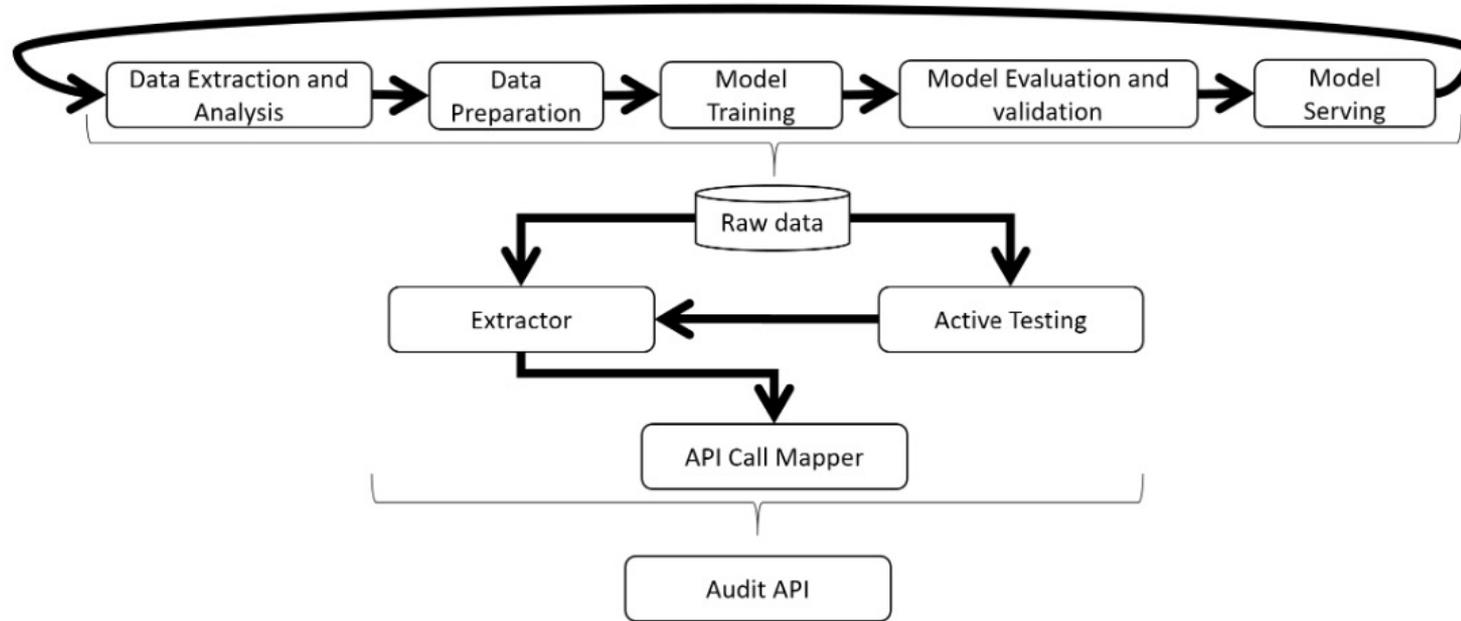 Data Extraction and
Analysis
Data
Preparation
Model
Training
Model Evaluation and
validation
Model
Serving
Raw data
Extractor
Active Testing
API Call Mapper
Audit API